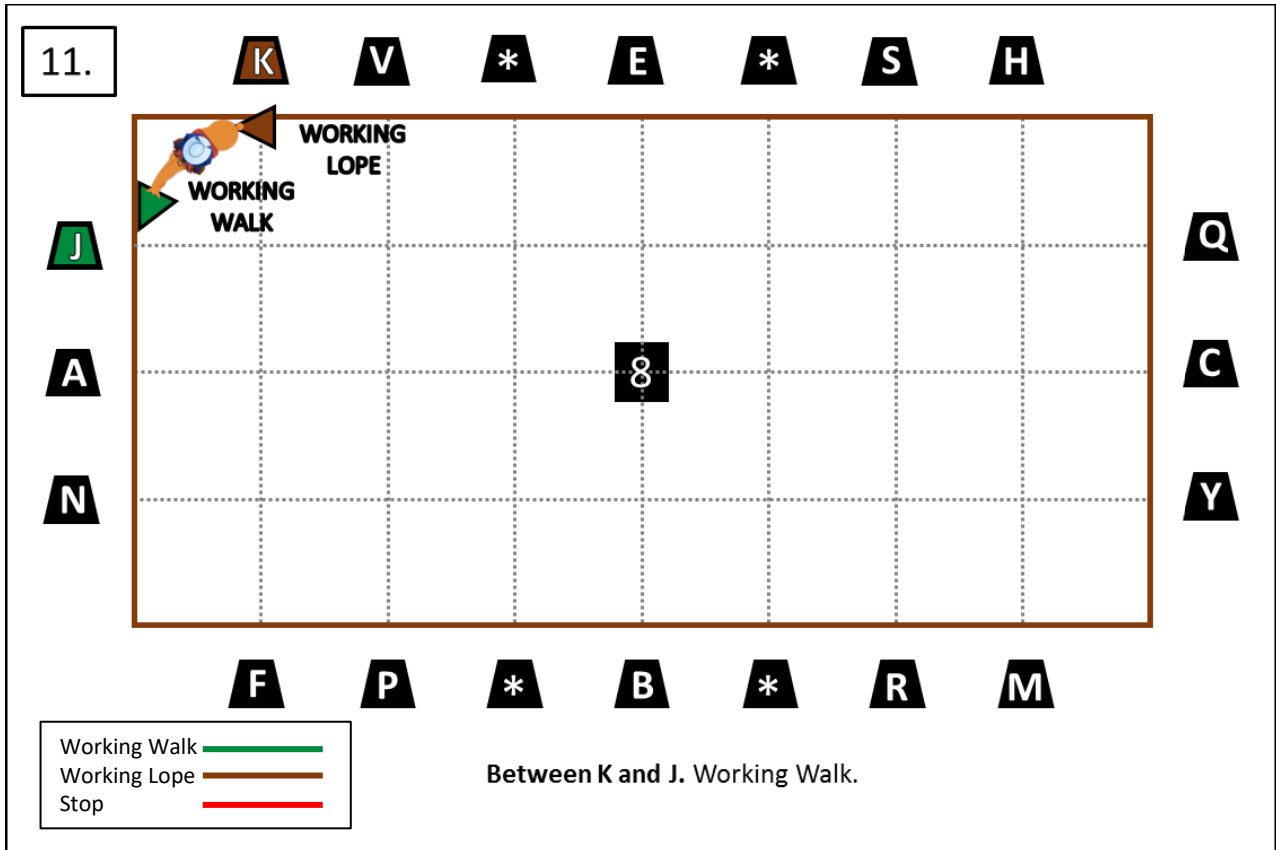 11.
K V * E * S H
WORKING
LOPE
WORKING
WALK
J
Q
8
A
C
N
Y
F P * B * R M
Working Walk
Working Lope
Stop
Between K and J. Working Walk.